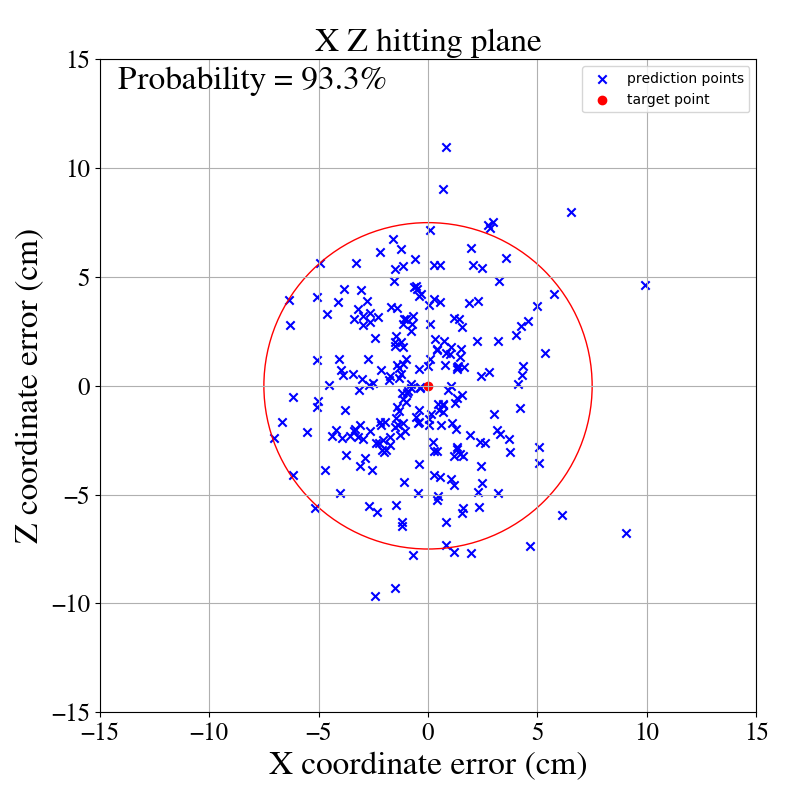 X Z hitting plane
Probability = 93.3%
prediction points
target point
Z coordinate error (cm)
15
10
5
0
−5
−10
−15
−15
−10
−5
0
5
10
15
X coordinate error (cm)